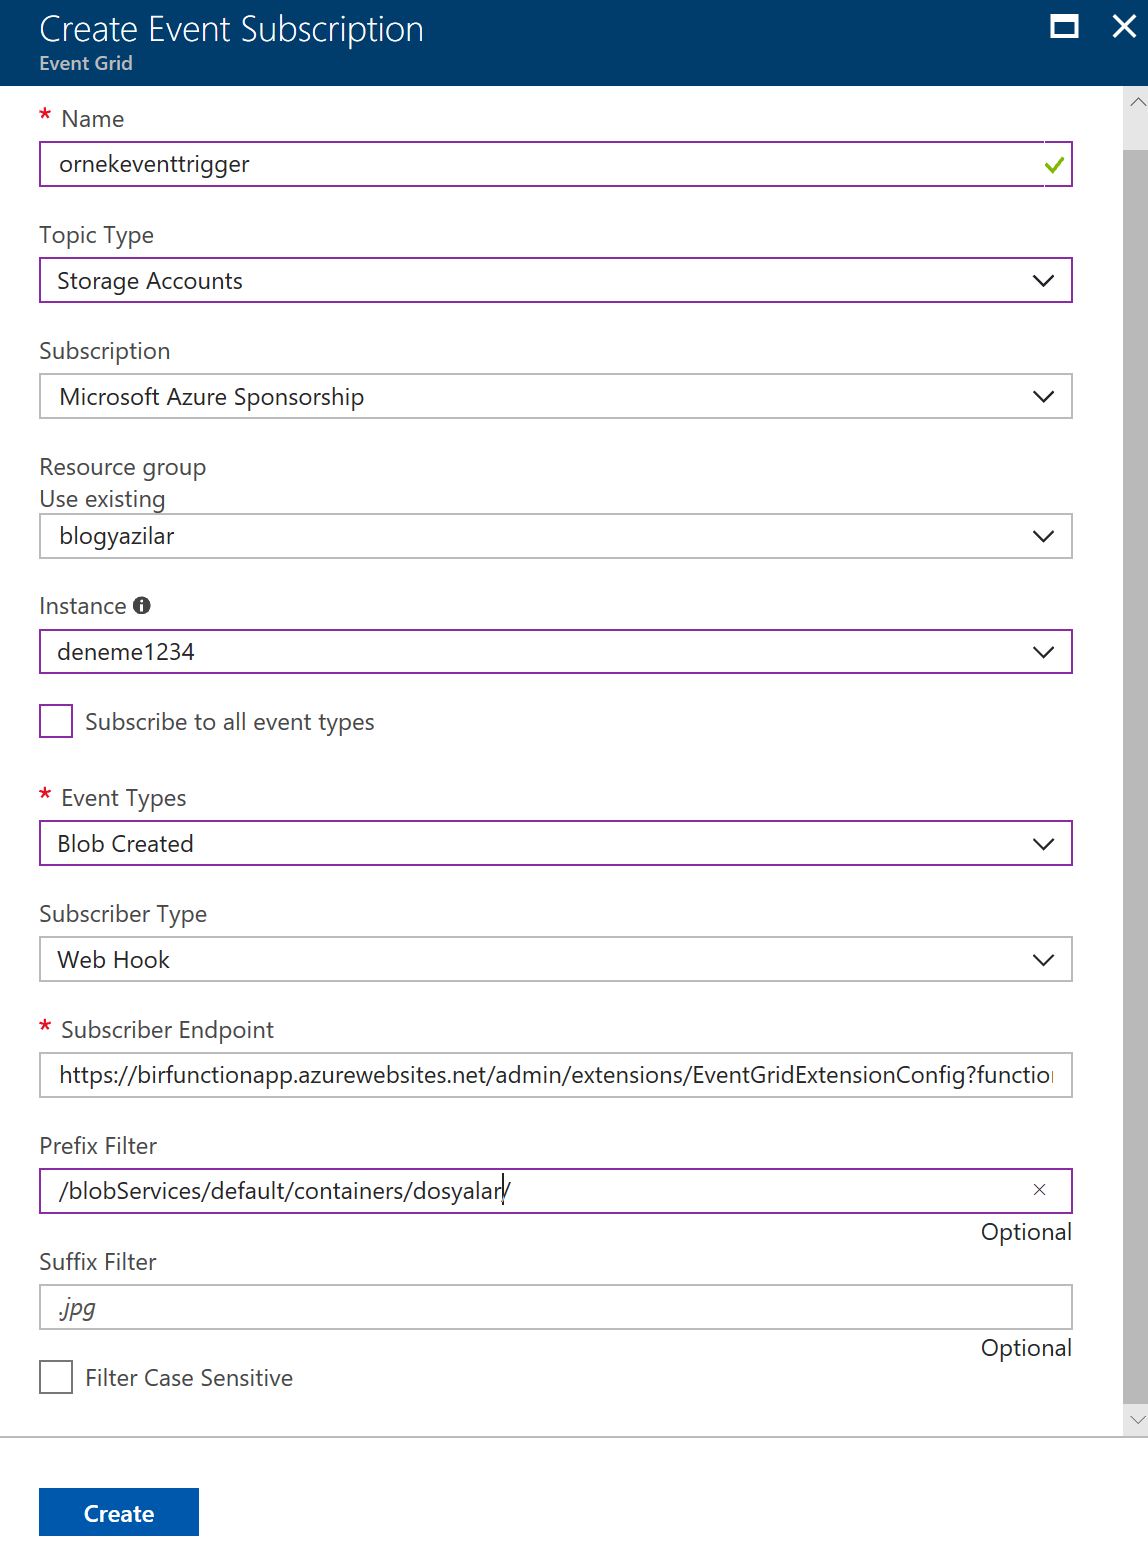 Create Event Subscription
Event Grid
* Name
ornekeventtrigger
Topic Type
Storage Accounts
Subscription
Microsoft Azure Sponsorship
Resource group
Use existing
blogyazilar
Instance
deneme1234
Subscribe to all event types
* Event Types
Blob Created
Subscriber Type
Web Hook
* Subscriber Endpoint
https://birfunctionapp.azurewebsites.net/admin/extensions/EventGridExtensionConfig?functio
Prefix Filter
/blobServices/default/containers/dosyalar/
Optional
Suffix Filter
.jpg
Optional
Filter Case Sensitive
Create